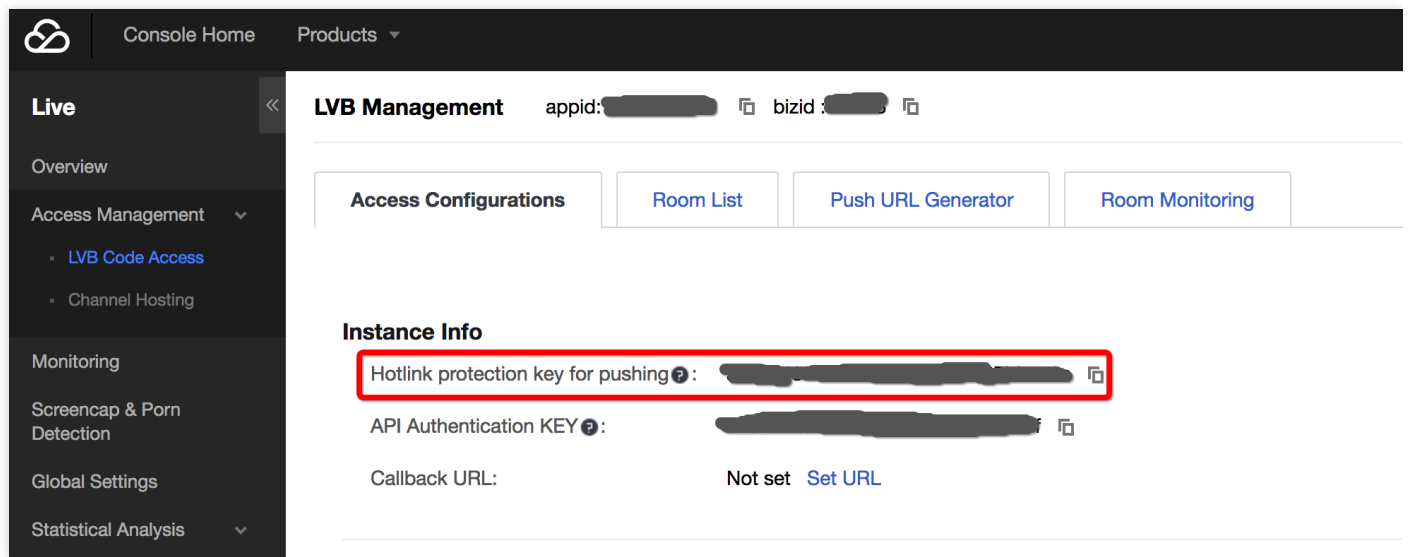 Console Home Products
Live
Overview
Access Management
LVB Code Access
Channel Hosting
Monitoring
Screencap & Porn
Detection
Global Settings
Statistical Analysis
LVB Management appid: bizid :
Access Configurations Room List Push URL Generator Room Monitoring
Instance Info
Hotlink protection key for pushing ? :
API Authentication KEY ? :
Callback URL: Not set Set URL